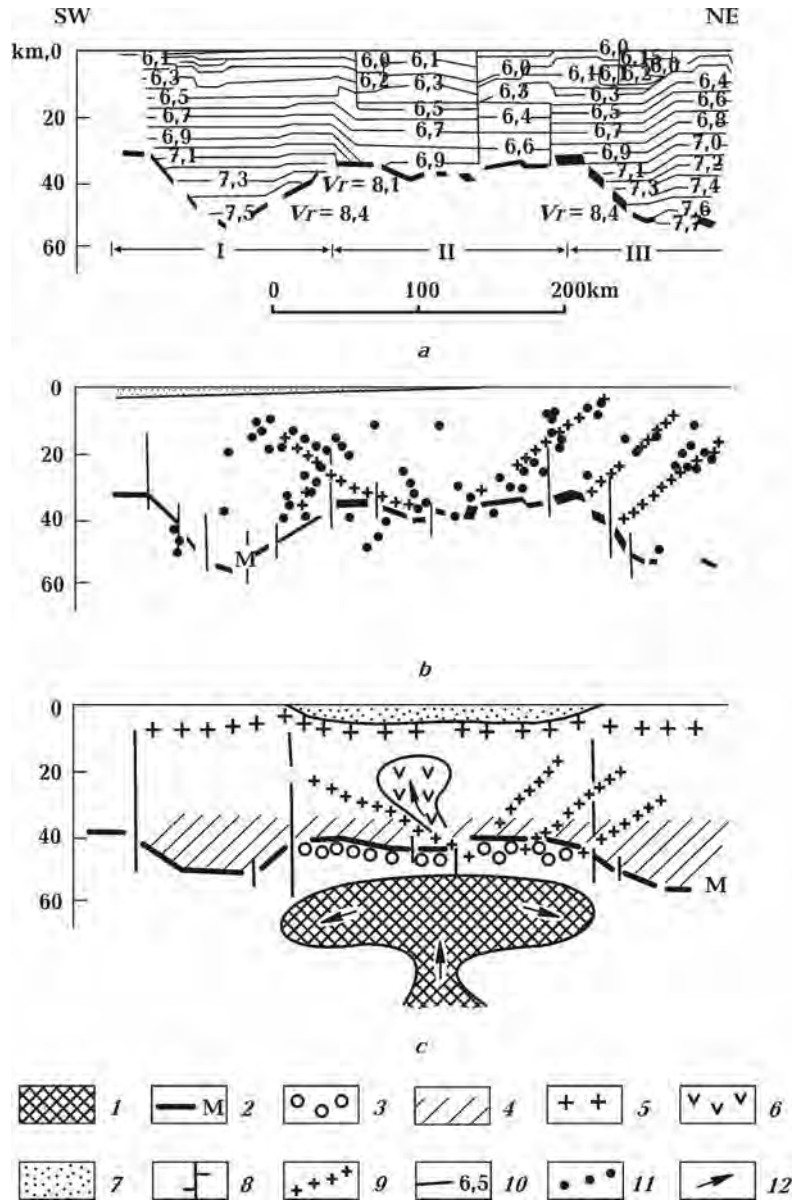 SW NE
km,0
6,1 6,0 6,1 6,0 6,0
6,3 6,2 6,3 6,3 6,2 6,4
6,5 6,5 6,3 6,6
20 6,7 6,4 6,5 6,8
6,9 6,7 6,7 7,0
7,1 6,6 6,9 7,2
40 7,3 6,9 7,1 7,4
Vr = 8,1 7,3
7,5 Vr = 8,4 Vr = 8,4 7,6
60 7,7
I II III
0 100 200km
a
0
20
40
M
60
b
0
20
40
M
60
c
1 M 2 3 4 5 6
7 8 9 6,5 10 11 12